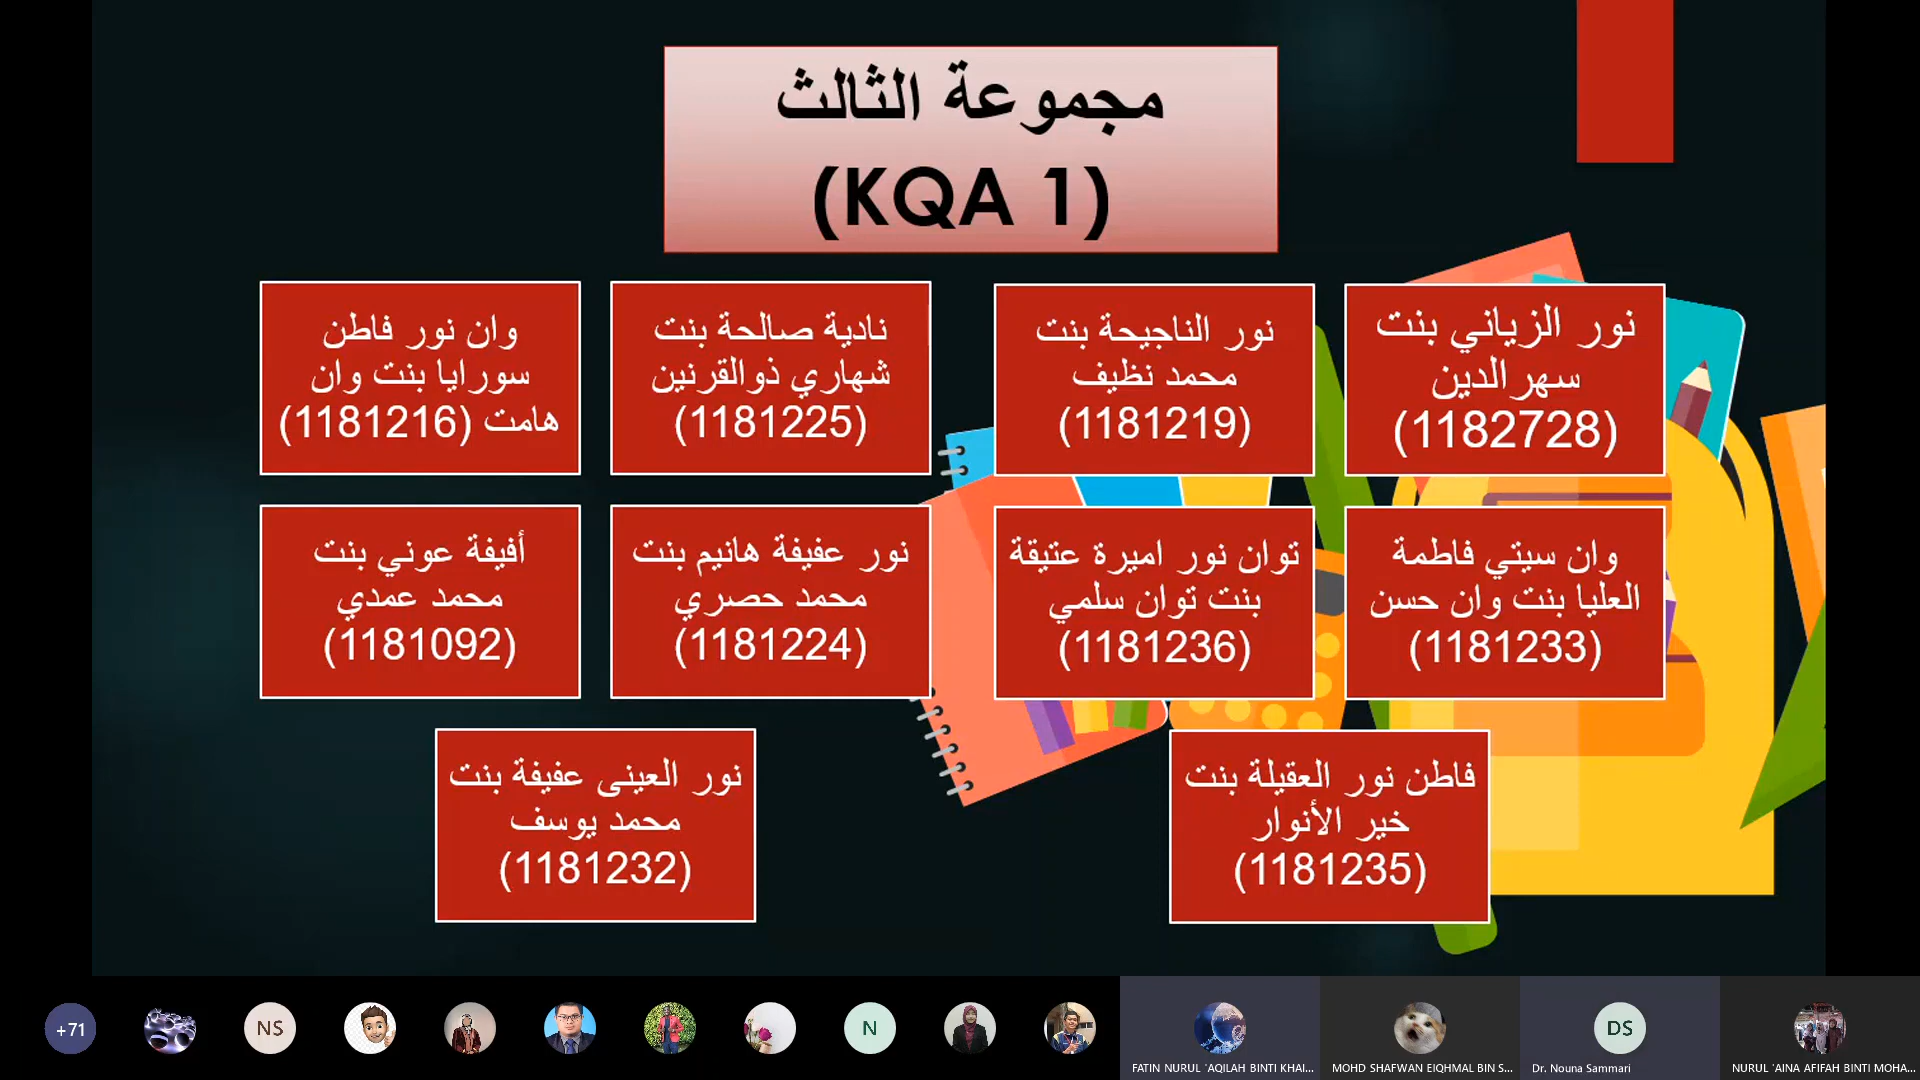 مجموعة الثالث
(KQA 1)
نور الزياني بنت
سهرالدين
(1182728)
نور الناجيحة بنت
محمد نظيف
(1181219)
نادية صالحة بنت
شهاري ذوالقرنين
(1181225)
وان نور فاطن
سورايا بنت وان
هامت (1181216)
وان سيتي فاطمة
العليا بنت وان حسن
(1181233)
توان نور اميرة عتيقة
بنت توان سلمي
(1181236)
نور عفيفة هانيم بنت
محمد حصري
(1181224)
أفيفة عوني بنت
محمد عمدي
(1181092)
فاطن نور العقيلة بنت
خير الأنوار
(1181235)
نور العينى عفيفة بنت
محمد يوسف
(1181232)
+71
NS
N
DS
FATIN NURUL 'AQILAH BINTI KHAI...
MOHD SHAFWAN EIQHMAL BIN S...
Dr. Nouna Sammari
NURUL 'AINA AFIFAH BINTI MOHA...